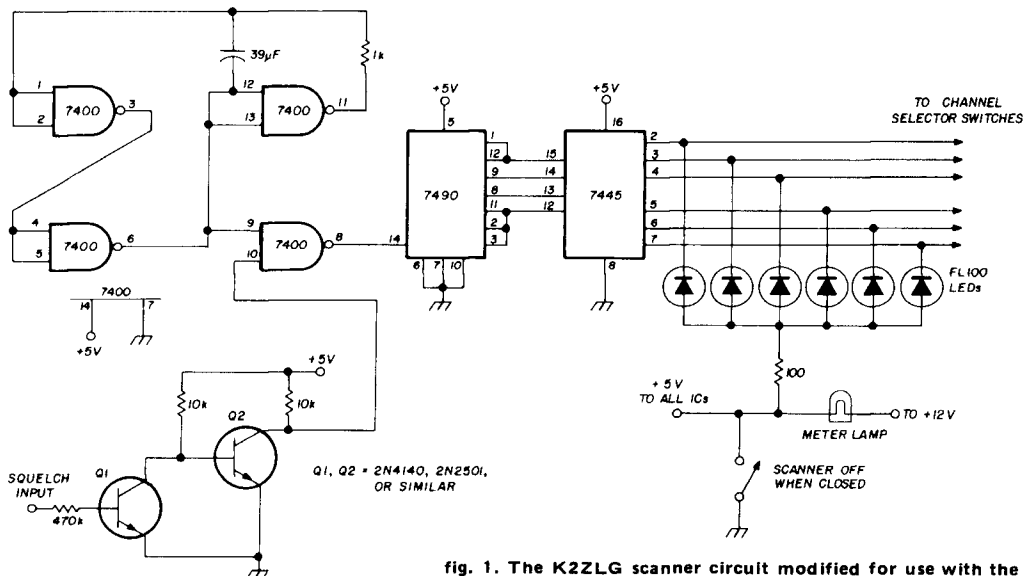 39µF
1k
1
2
7400
3
12
13
7400
11
4
5
7400
6
9
10
7400
8
7400
14
7
+5V
+5V
5
14
7490
1
12
9
8
11
2
3
6
7
10
+5V
16
15
14
13
12
7445
2
3
4
5
6
7
8
TO CHANNEL
SELECTOR SWITCHES
FL100
LEDs
100
+5V
TO ALL ICs
METER LAMP
TO +12V
SCANNER OFF
WHEN CLOSED
+5V
10k
10k
Q2
Q1
SQUELCH
INPUT
470k
Q1, Q2 = 2N4140, 2N2501,
OR SIMILAR
fig. 1. The K2ZLG scanner circuit modified for use with the